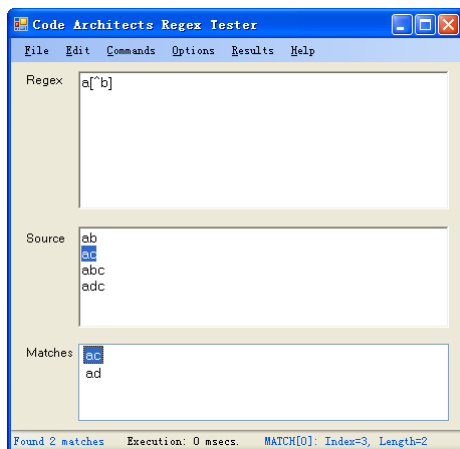 Code Architects Regex Tester
File Edit Commands Options Results Help
Regex
a[^b]
Source
ab
ac
abc
adc
Matches
ac
ad
Found 2 matches Execution: 0 msecs. MATCH[0]: Index=3, Length=2